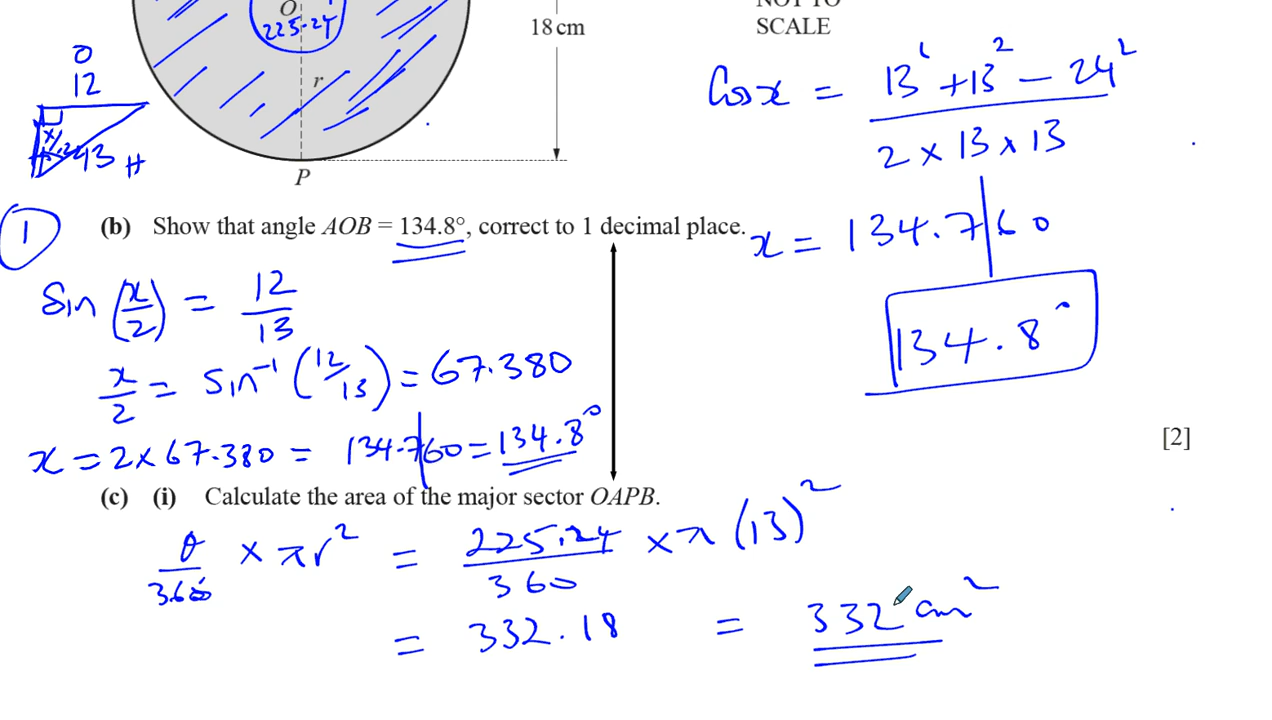 NOT TO
SCALE
18 cm
O
225.24
r
P
O
12
13 H
Cos x = 13² + 13² − 24²
2 × 13 × 13
x = 134.7|60
134.8°
1
(b) Show that angle AOB = 134.8°, correct to 1 decimal place.
Sin (x/2) = 12/13
x/2 = Sin⁻¹ (12/13) = 67.380
x = 2 × 67.380 = 134.7|60 = 134.8°
[2]
(c) (i) Calculate the area of the major sector OAPB.
θ/360 × πr² = 225.24/360 × π (13)²
= 332.18 = 332 cm²